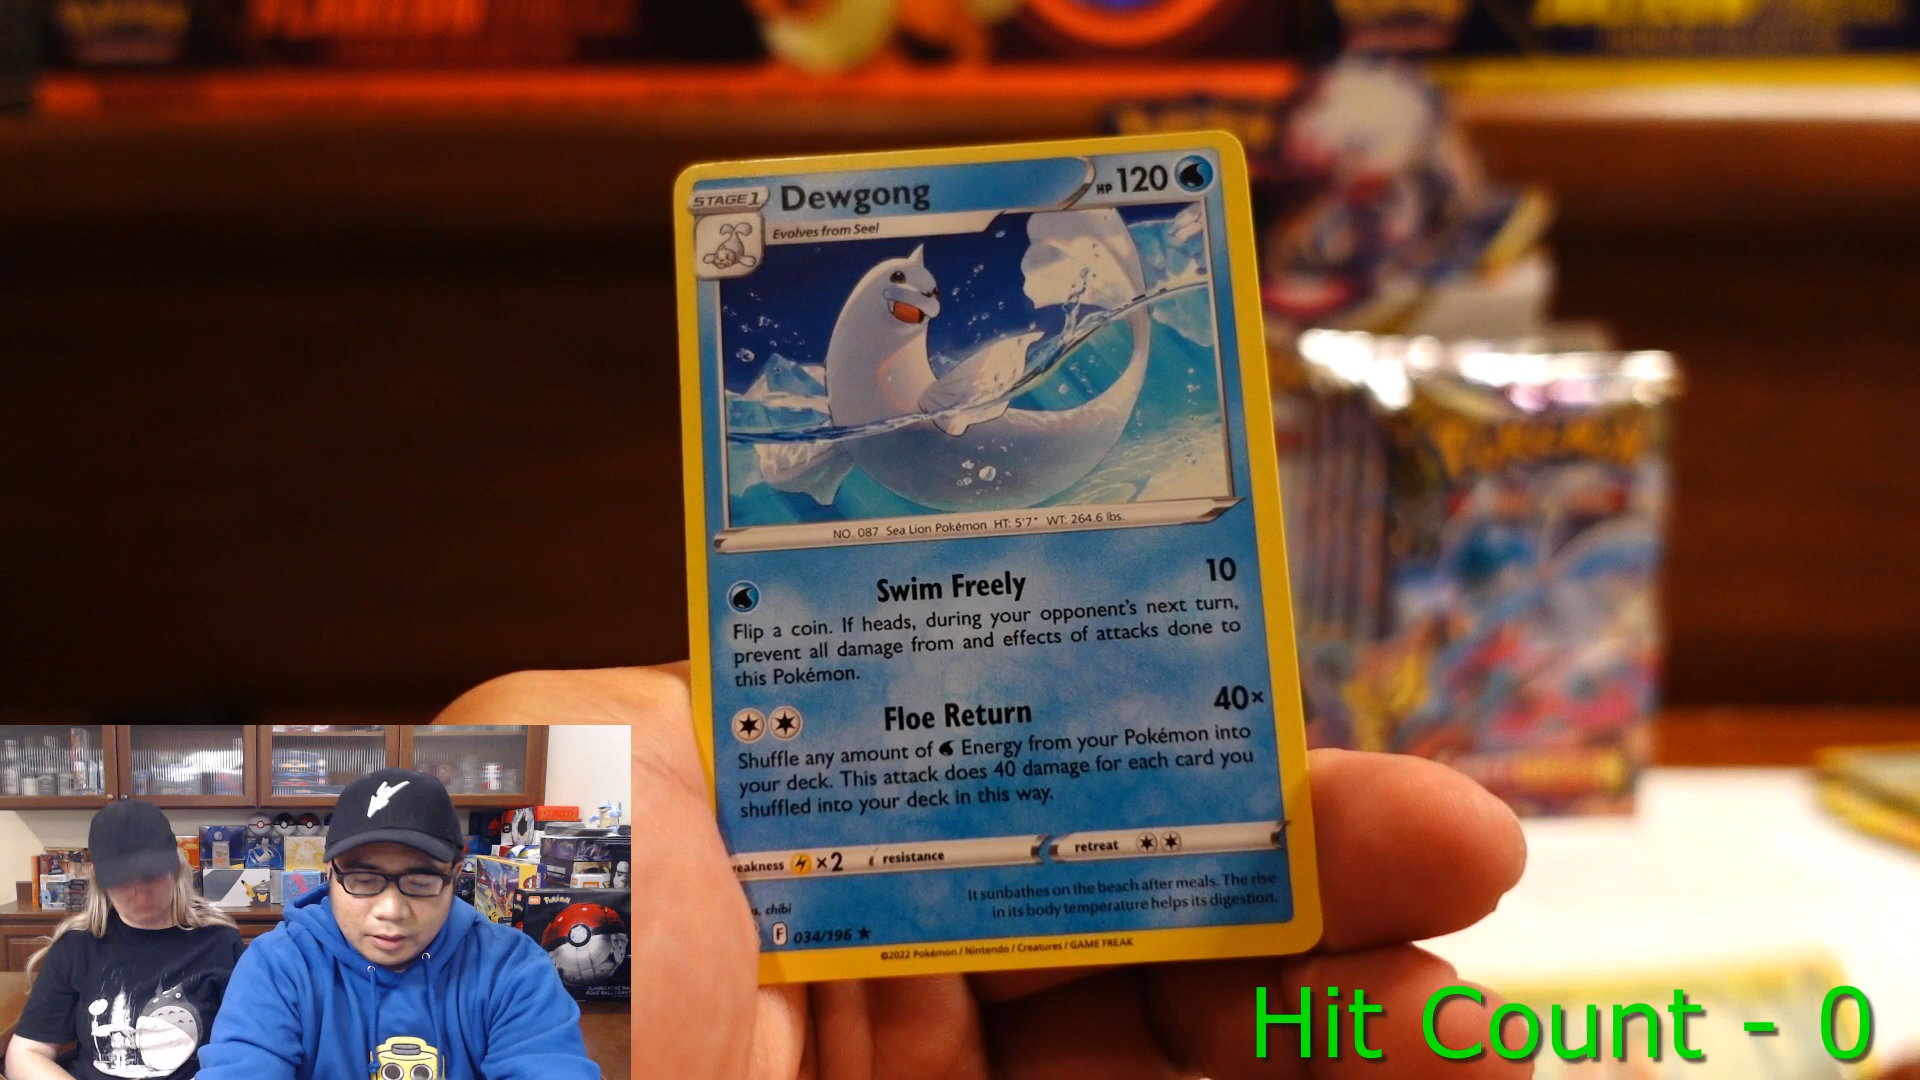 STAGE 1 Dewgong HP 120
Evolves from Seel
NO. 087 Sea Lion Pokémon HT: 5'7" WT: 264.6 lbs.
Swim Freely 10
Flip a coin. If heads, during your opponent's next turn,
prevent all damage from and effects of attacks done to
this Pokémon.
Floe Return 40×
Shuffle any amount of Energy from your Pokémon into
your deck. This attack does 40 damage for each card you
shuffled into your deck in this way.
eakness ×2 resistance retreat
It sunbathes on the beach after meals. The rise
in its body temperature helps its digestion.
s. chibi
F 034/196
©2022 Pokémon / Nintendo / Creatures / GAME FREAK
POKÉMON
Pokémon
Hit Count - 0